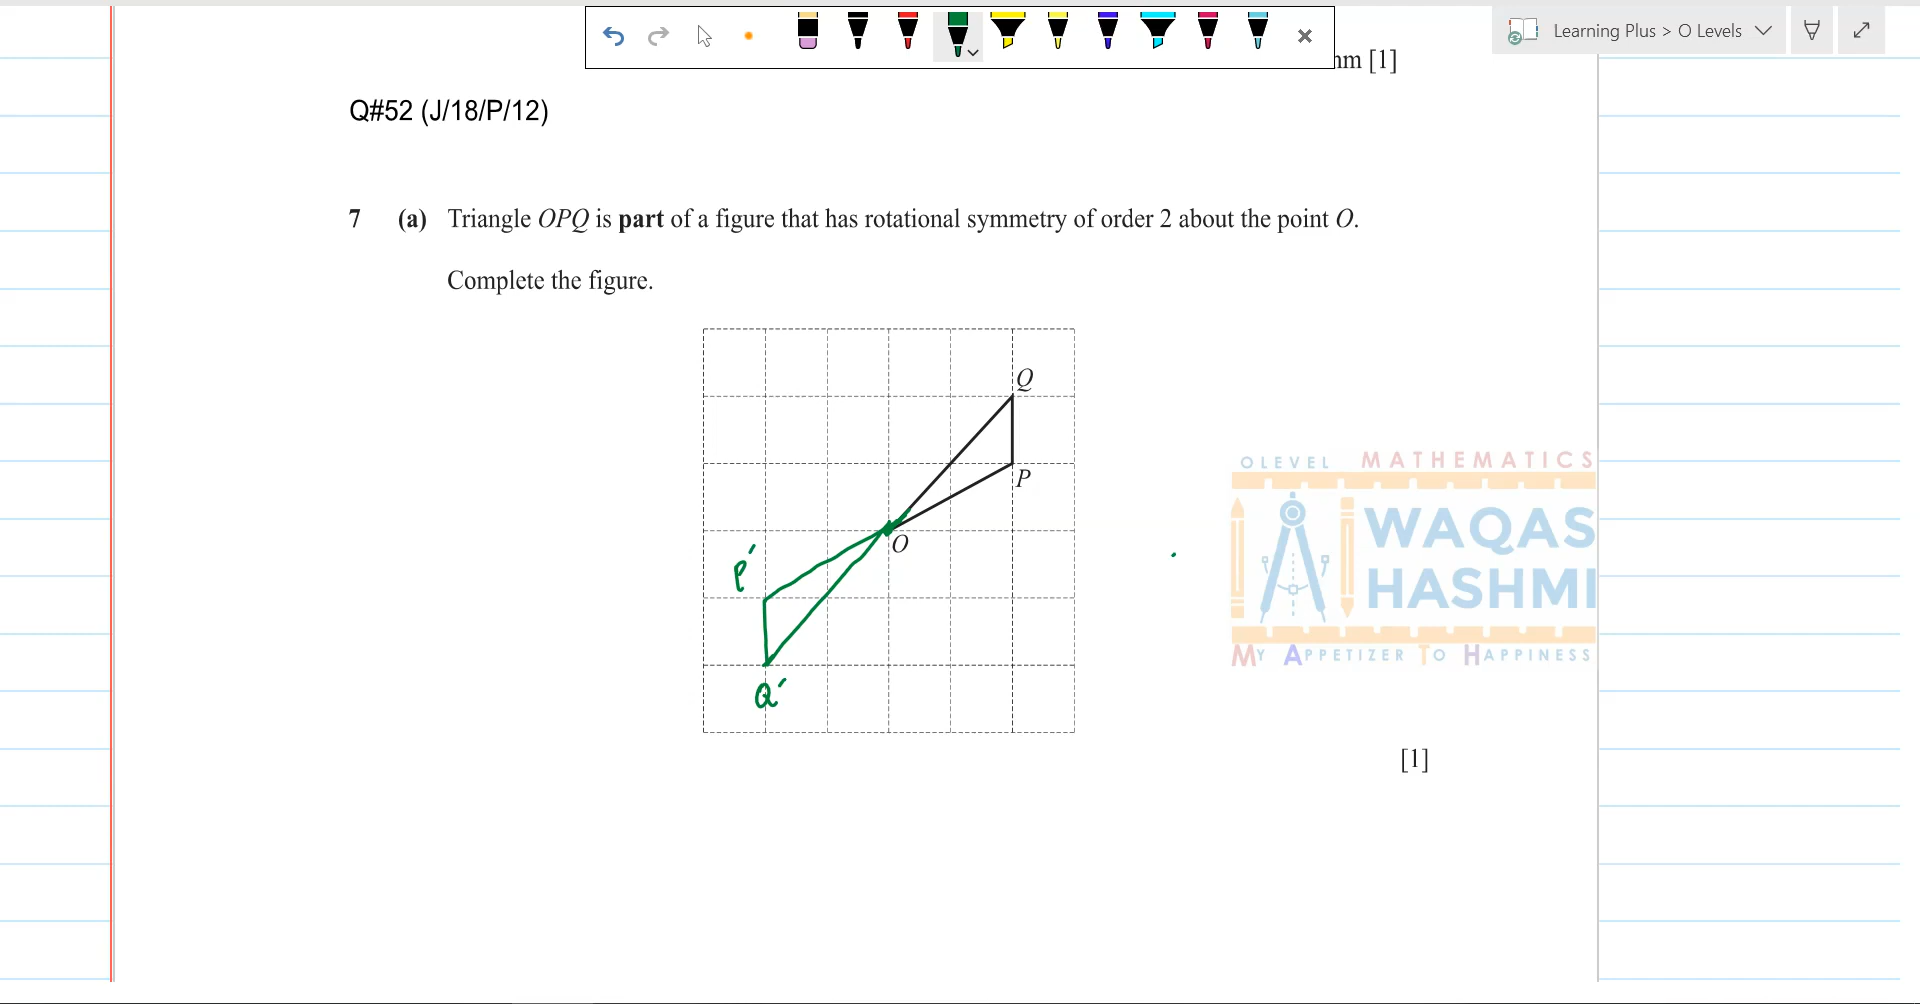 Learning Plus > O Levels
hm [1]
Q#52 (J/18/P/12)
7 (a) Triangle OPQ is part of a figure that has rotational symmetry of order 2 about the point O.
Complete the figure.
Q
P
O
P'
Q'
OLEVEL MATHEMATICS
WAQAS
HASHMI
MY APPETIZER TO HAPPINESS
[1]